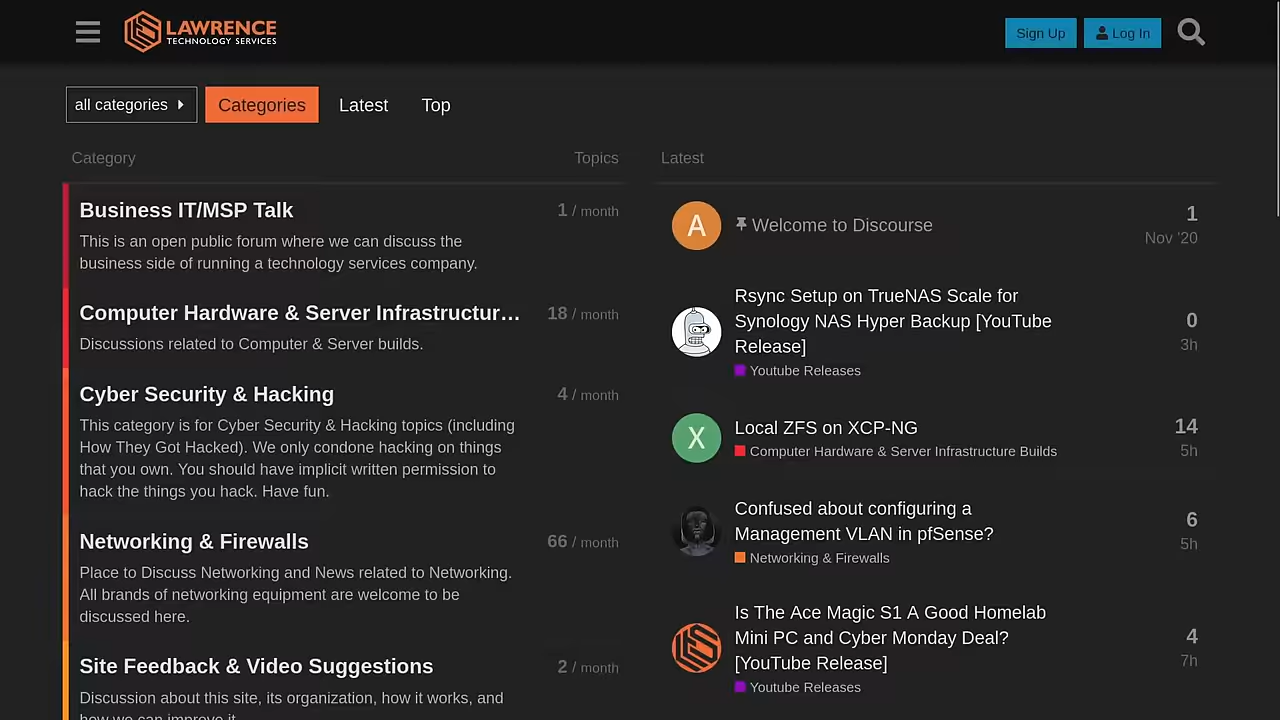 LAWRENCE
TECHNOLOGY SERVICES
Sign Up
Log In
all categories
Categories
Latest
Top
Category
Topics
Latest
Business IT/MSP Talk
1 / month
This is an open public forum where we can discuss the
business side of running a technology services company.
Computer Hardware & Server Infrastructur…
18 / month
Discussions related to Computer & Server builds.
Cyber Security & Hacking
4 / month
This category is for Cyber Security & Hacking topics (including
How They Got Hacked). We only condone hacking on things
that you own. You should have implicit written permission to
hack the things you hack. Have fun.
Networking & Firewalls
66 / month
Place to Discuss Networking and News related to Networking.
All brands of networking equipment are welcome to be
discussed here.
Site Feedback & Video Suggestions
2 / month
Discussion about this site, its organization, how it works, and
how we can improve it.
A
Welcome to Discourse
1
Nov '20
Rsync Setup on TrueNAS Scale for
Synology NAS Hyper Backup [YouTube
Release]
Youtube Releases
0
3h
X
Local ZFS on XCP-NG
Computer Hardware & Server Infrastructure Builds
14
5h
Confused about configuring a
Management VLAN in pfSense?
Networking & Firewalls
6
5h
Is The Ace Magic S1 A Good Homelab
Mini PC and Cyber Monday Deal?
[YouTube Release]
Youtube Releases
4
7h